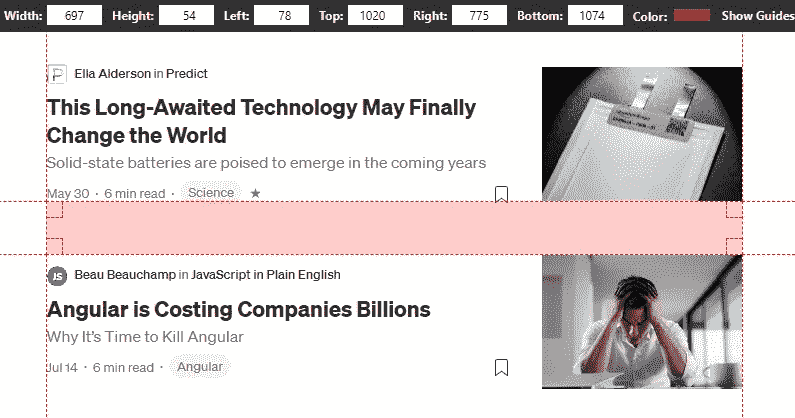 Width: 697 Height: 54 Left: 78 Top: 1020 Right: 775 Bottom: 1074 Color: Show Guides
Ella Alderson in Predict
This Long-Awaited Technology May Finally
Change the World
Solid-state batteries are poised to emerge in the coming years
May 30 · 6 min read · Science ★
JS Beau Beauchamp in JavaScript in Plain English
Angular is Costing Companies Billions
Why It's Time to Kill Angular
Jul 14 · 6 min read · Angular